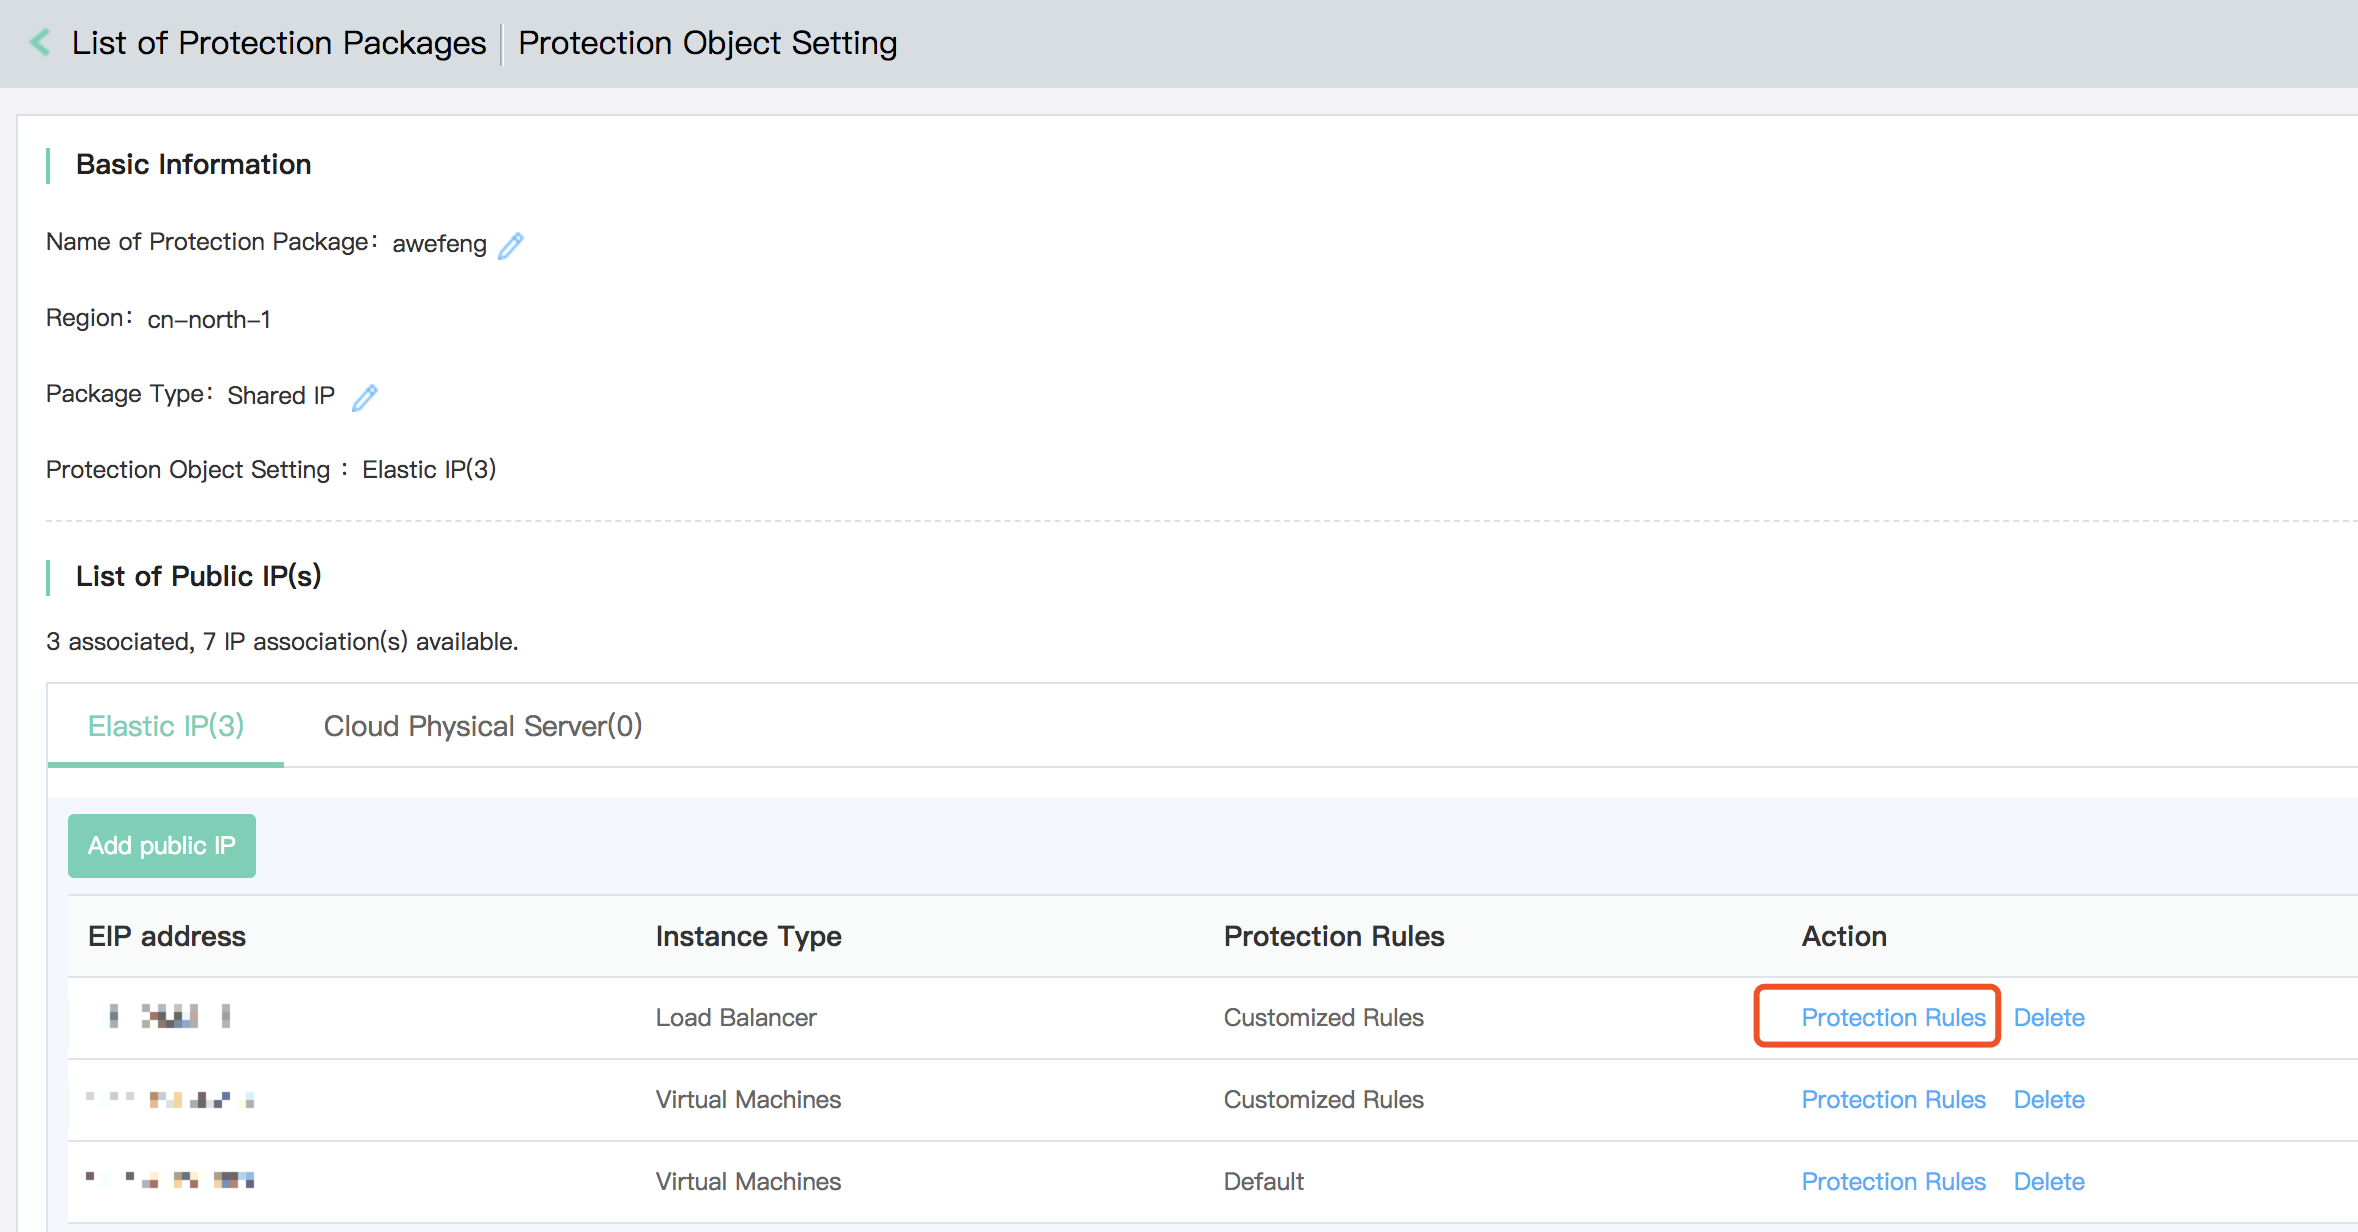 List of Protection Packages Protection Object Setting
Basic Information
Name of Protection Package: awefeng
Region: cn-north-1
Package Type: Shared IP
Protection Object Setting : Elastic IP(3)
List of Public IP(s)
3 associated, 7 IP association(s) available.
Elastic IP(3) Cloud Physical Server(0)
Add public IP
EIP address Instance Type Protection Rules Action
Load Balancer Customized Rules Protection Rules Delete
Virtual Machines Customized Rules Protection Rules Delete
Virtual Machines Default Protection Rules Delete